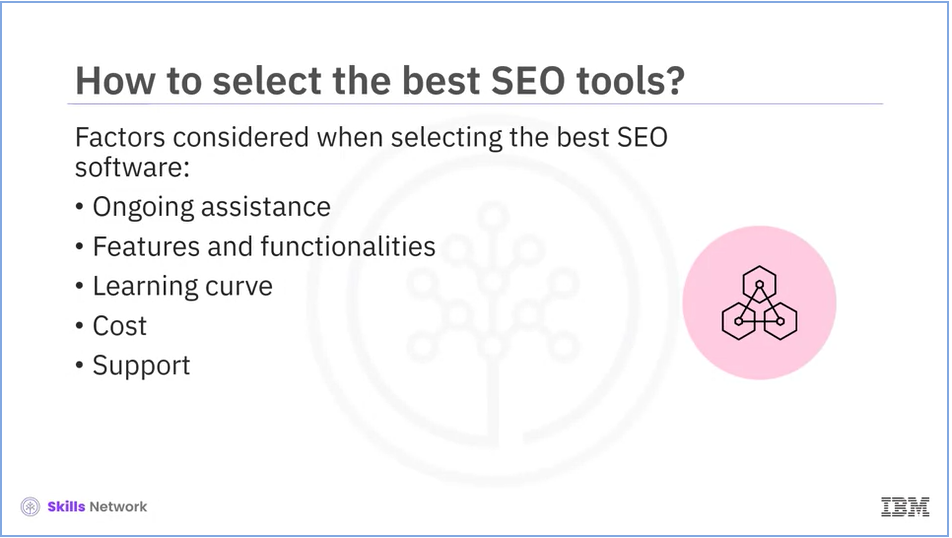 How to select the best SEO tools?
Factors considered when selecting the best SEO
software:
• Ongoing assistance
• Features and functionalities
• Learning curve
• Cost
• Support
Skills Network
IBM